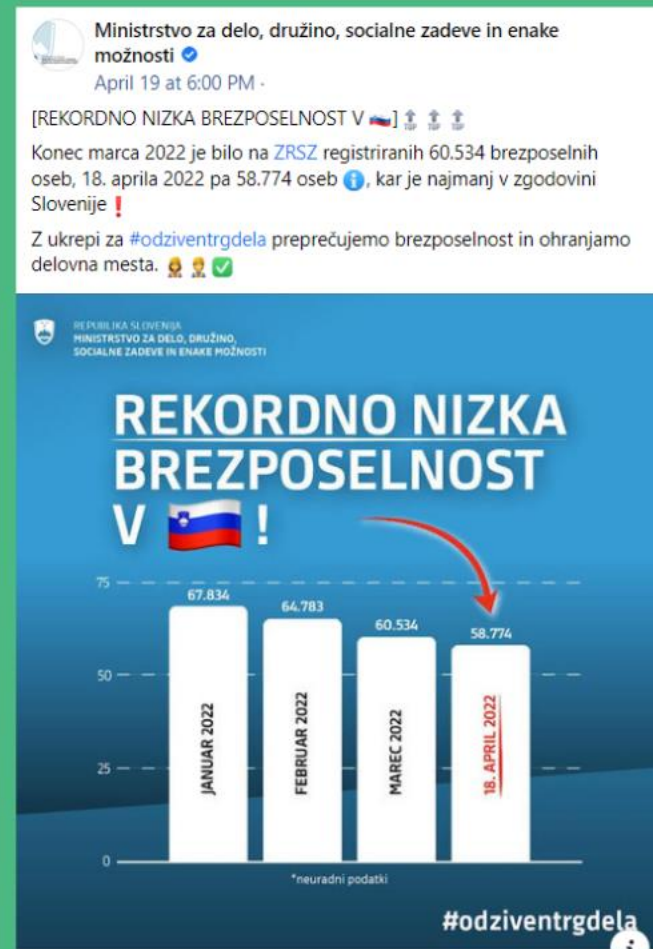 Ministrstvo za delo, družino, socialne zadeve in enake
možnosti
April 19 at 6:00 PM ·
[REKORDNO NIZKA BREZPOSELNOST V 🇸🇮] 🔝 🔝 🔝
Konec marca 2022 je bilo na ZRSZ registriranih 60.534 brezposelnih
oseb, 18. aprila 2022 pa 58.774 oseb ℹ️, kar je najmanj v zgodovini
Slovenije ❗
Z ukrepi za #odziventrgdela preprečujemo brezposelnost in ohranjamo
delovna mesta. 👩‍🚒 👷 ✅
REPUBLIKA SLOVENIJA
MINISTRSTVO ZA DELO, DRUŽINO,
SOCIALNE ZADEVE IN ENAKE MOŽNOSTI
REKORDNO NIZKA
BREZPOSELNOST
V 🇸🇮 !
75
67.834
64.783
60.534
58.774
50
25
0
JANUAR 2022
FEBRUAR 2022
MAREC 2022
18. APRIL 2022
*neuradni podatki
#odziventrgdela